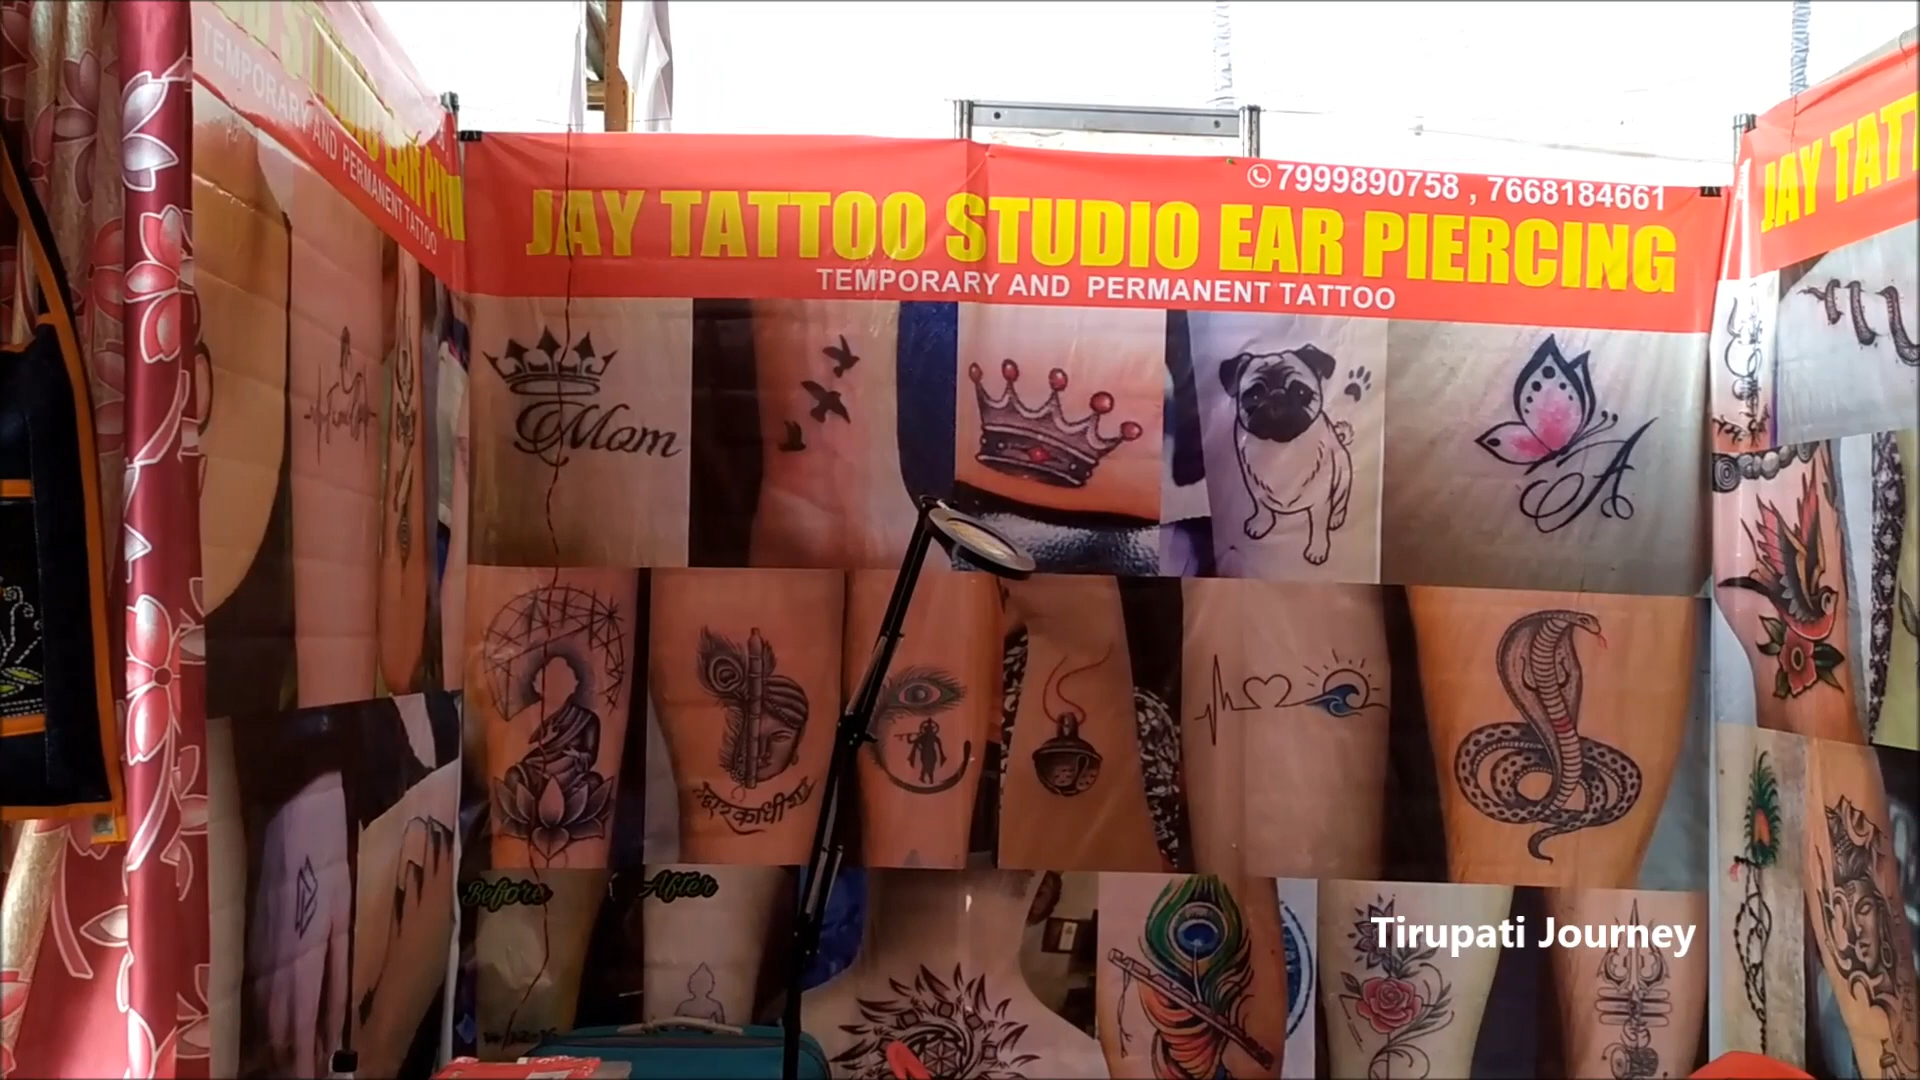 TEMPORARY AND PERMANENT TATTOO
7999890758 , 7668184661
JAY TATTOO STUDIO EAR PIERCING
TEMPORARY AND PERMANENT TATTOO
JAY TATT
Mom
A
Before
After
Tirupati Journey